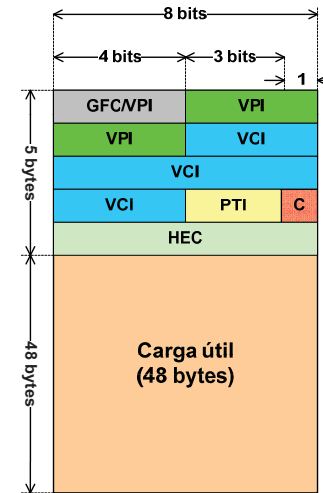 8 bits
4 bits
3 bits
1
5 bytes
GFC/VPI
VPI
VPI
VCI
VCI
VCI
PTI
C
HEC
48 bytes
Carga útil
(48 bytes)